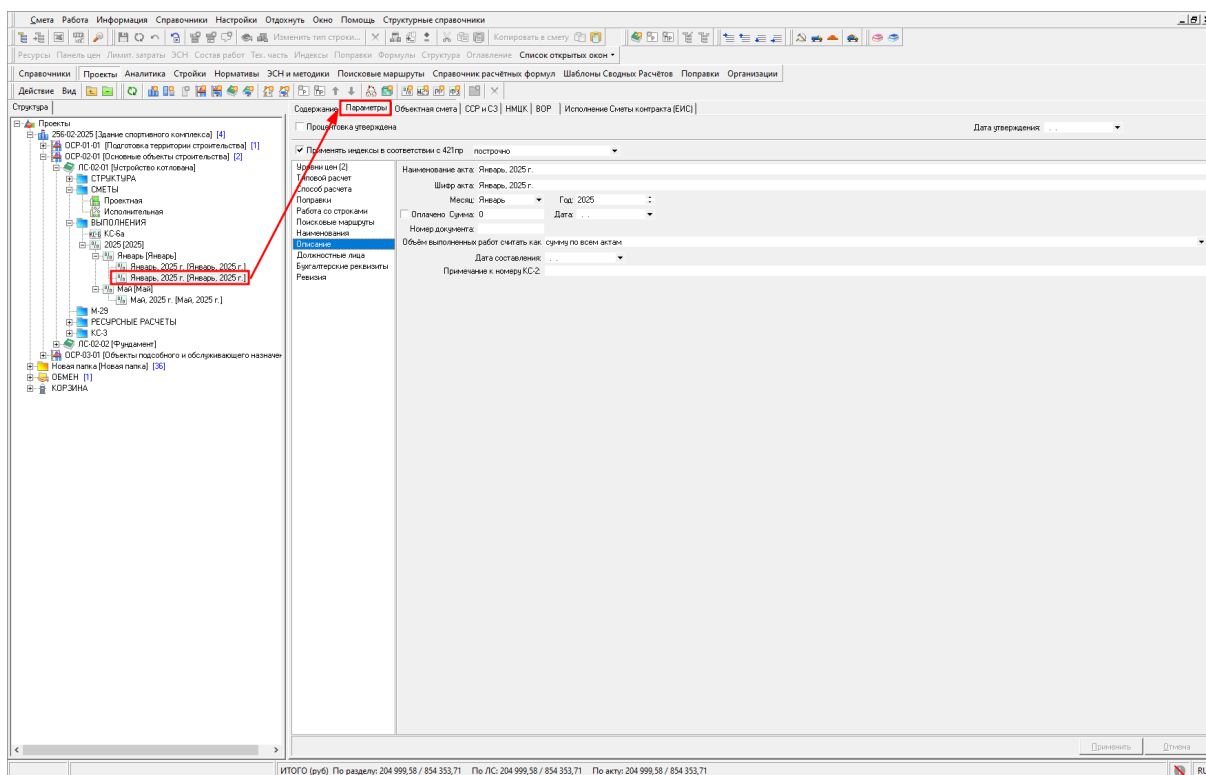 Смета Работа Информация Справочники Настройки Отдохнуть Окно Помощь Структурные справочники
Изменить тип строки... Копировать в смету
Ресурсы Панель цен Лимит. затраты ЭСН Состав работ Тех. часть Индексы Поправки Формулы Структура Оглавление Список открытых окон
Справочники Проекты Аналитика Стройки Нормативы ЭСН и методики Поисковые маршруты Справочник расчётных формул Шаблоны Сводных Расчётов Поправки Организации
Действие Вид
Структура
Проекты
256-02-2025 [Здание спортивного комплекса] [4]
ОСР-01-01 [Подготовка территории строительства] [1]
ОСР-02-01 [Основные объекты строительства] [2]
ЛС-02-01 [Устройство котлована]
СТРУКТУРА
СМЕТЫ
Проектная
Исполнительная
ВЫПОЛНЕНИЯ
КС-6 КС-6а
2025 [2025]
Январь [Январь]
Январь, 2025 г. [Январь, 2025 г.]
Январь, 2025 г. [Январь, 2025 г.]
Май [Май]
Май, 2025 г. [Май, 2025 г.]
М-29
РЕСУРСНЫЕ РАСЧЕТЫ
КС-3
ЛС-02-02 [Фундамент]
ОСР-03-01 [Объекты подсобного и обслуживающего назначен
Новая папка [Новая папка] [36]
ОБМЕН [1]
КОРЗИНА
Содержание Параметры Объектная смета ССР и СЗ НМЦК ВОР Исполнение Сметы контракта (ЕИС)
Процентовка утверждена Дата утверждения: . .
Применять индексы в соответствии с 421пр построчно
Уровни цен (2)
Типовой расчет
Способ расчета
Поправки
Работа со строками
Поисковые маршруты
Наименования
Описание
Должностные лица
Бухгалтерские реквизиты
Ревизия
Наименование акта: Январь, 2025 г.
Шифр акта: Январь, 2025 г.
Месяц: Январь Год: 2025
Оплачено Сумма: 0 Дата: . .
Номер документа:
Объём выполненных работ считать как: сумму по всем актам
Дата составления: . .
Примечание к номеру КС-2:
Применить Отмена
ИТОГО (руб) По разделу: 204 999,58 / 854 353,71 По ЛС: 204 999,58 / 854 353,71 По акту: 204 999,58 / 854 353,71
RU